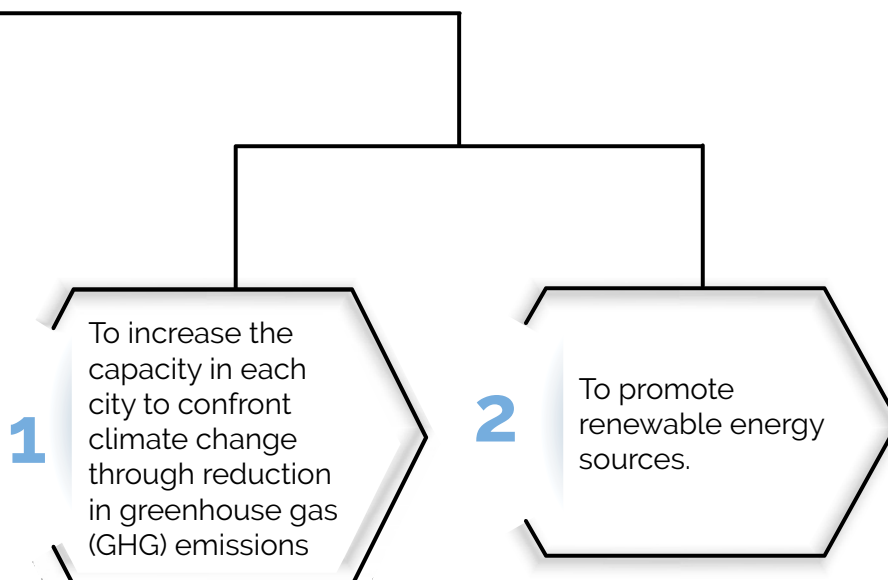 1
To increase the
capacity in each
city to confront
climate change
through reduction
in greenhouse gas
(GHG) emissions
2
To promote
renewable energy
sources.